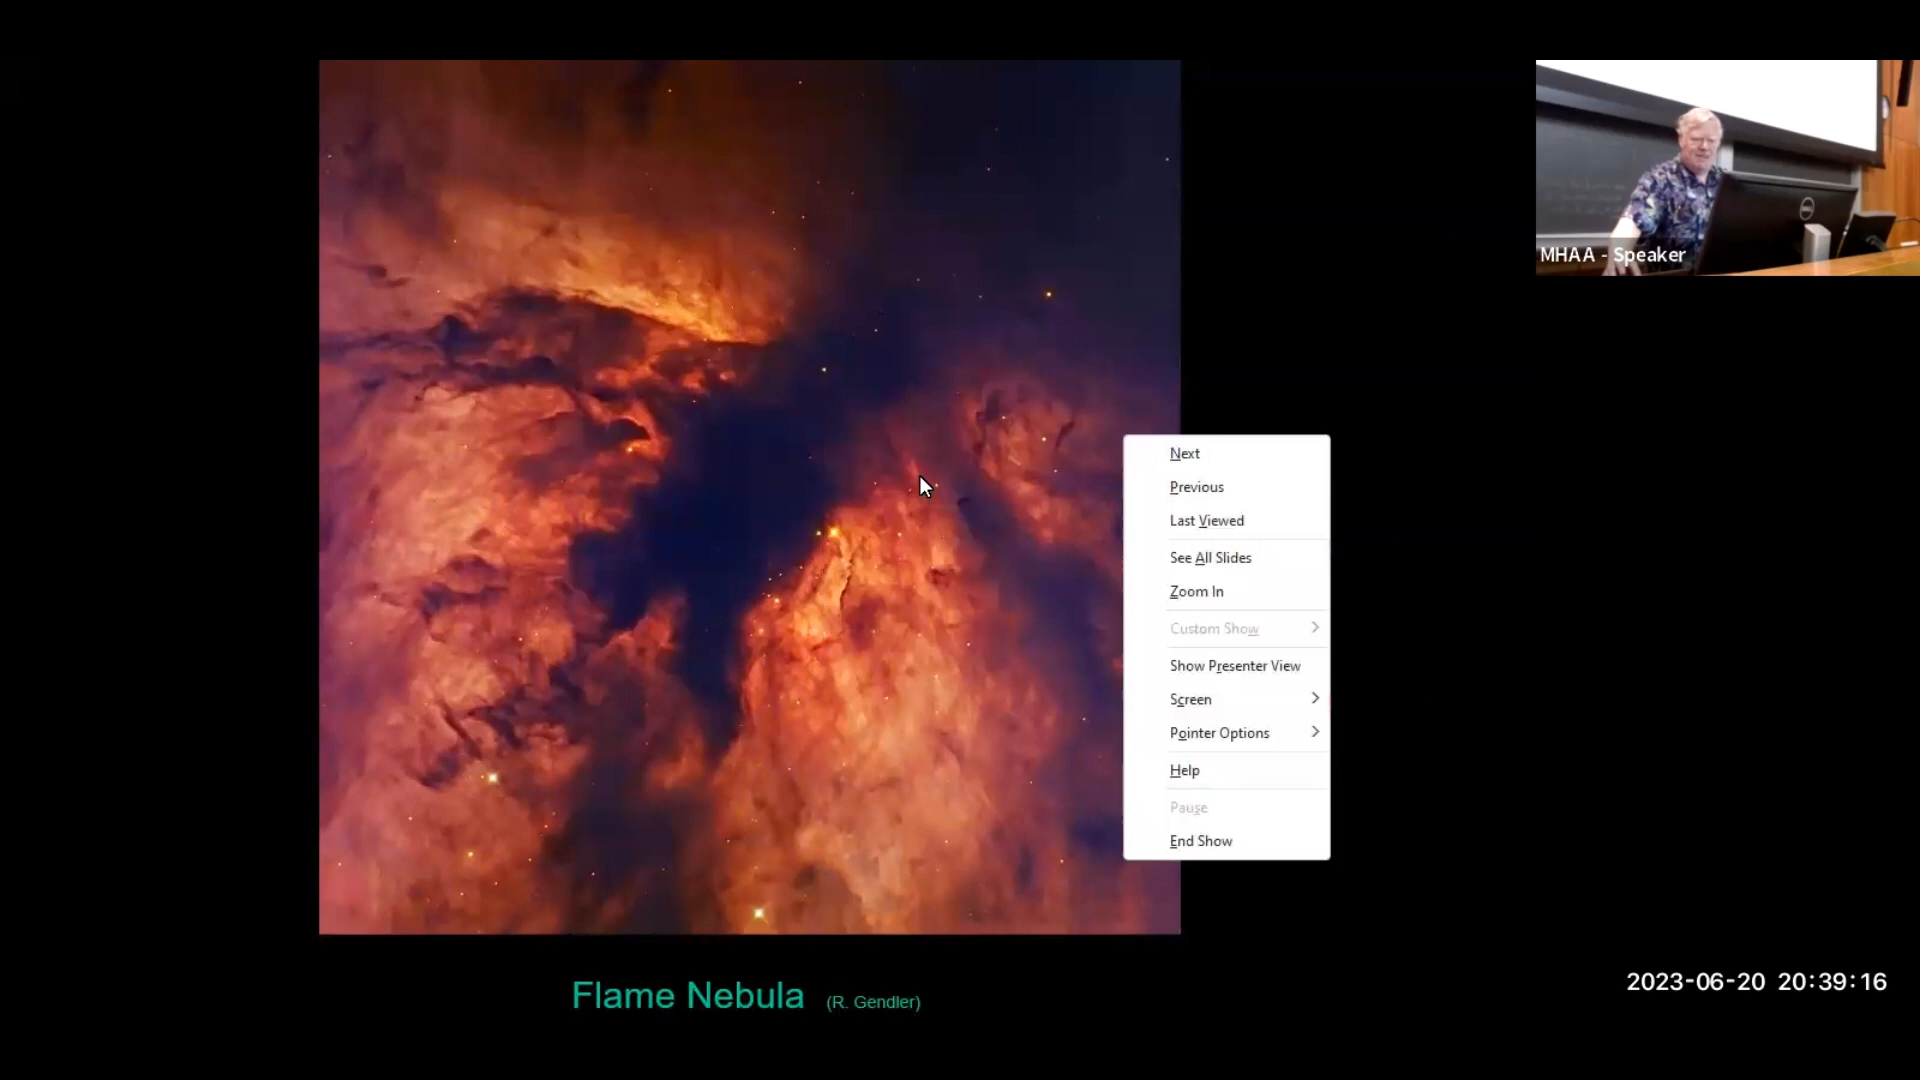 MHAA - Speaker
Next
Previous
Last Viewed
See All Slides
Zoom In
Custom Show
Show Presenter View
Screen
Pointer Options
Help
Pause
End Show
2023-06-20 20:39:16
Flame Nebula (R. Gendler)